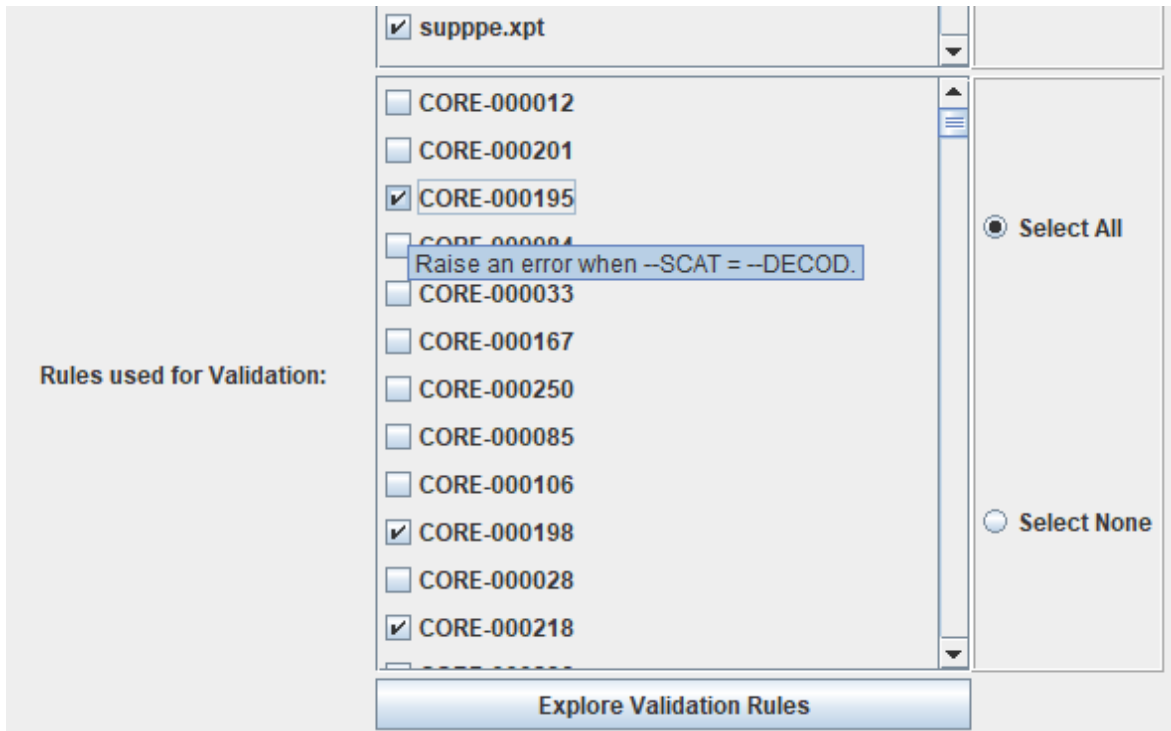 supppe.xpt
CORE-000012
CORE-000201
CORE-000195
CORE-000084
Raise an error when --SCAT = --DECOD.
CORE-000033
CORE-000167
CORE-000250
CORE-000085
CORE-000106
CORE-000198
CORE-000028
CORE-000218
Rules used for Validation:
Select All
Select None
Explore Validation Rules